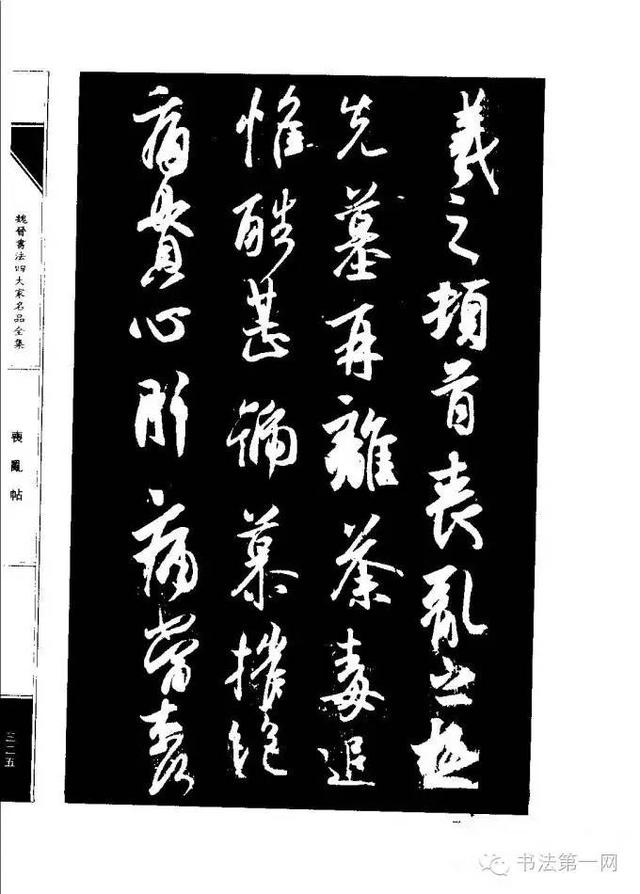 羲之頓首喪亂之極
先墓再離荼毒追
惟酷甚號慕摧絕
痛貫心肝痛當奈何
魏晉書法四大家名品全集
喪亂帖
三二五
书法第一网